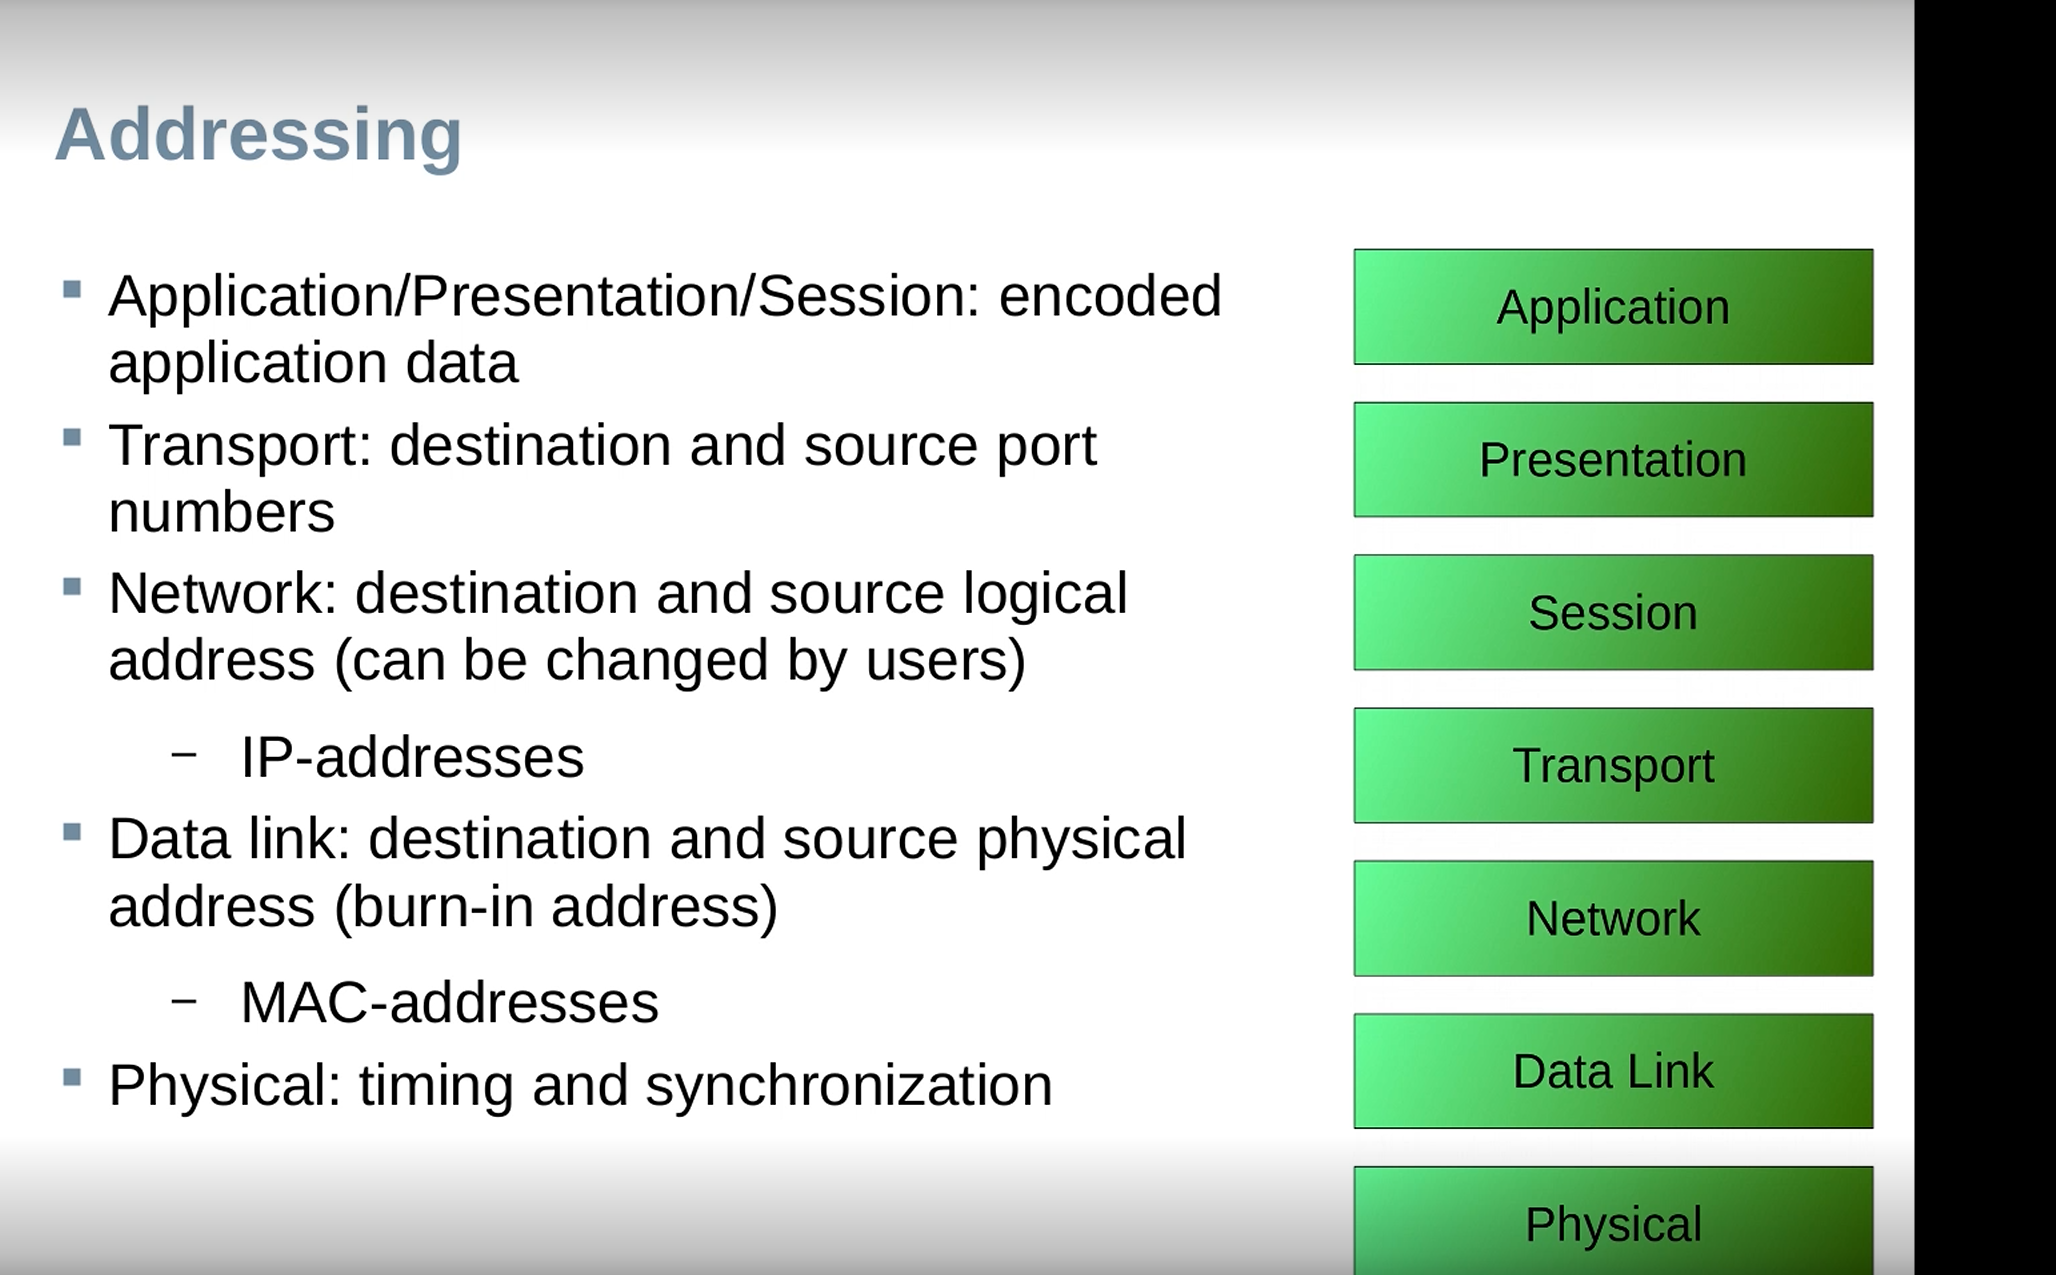 Addressing
Application/Presentation/Session: encoded
application data
Transport: destination and source port
numbers
Network: destination and source logical
address (can be changed by users)
– IP-addresses
Data link: destination and source physical
address (burn-in address)
– MAC-addresses
Physical: timing and synchronization
Application
Presentation
Session
Transport
Network
Data Link
Physical